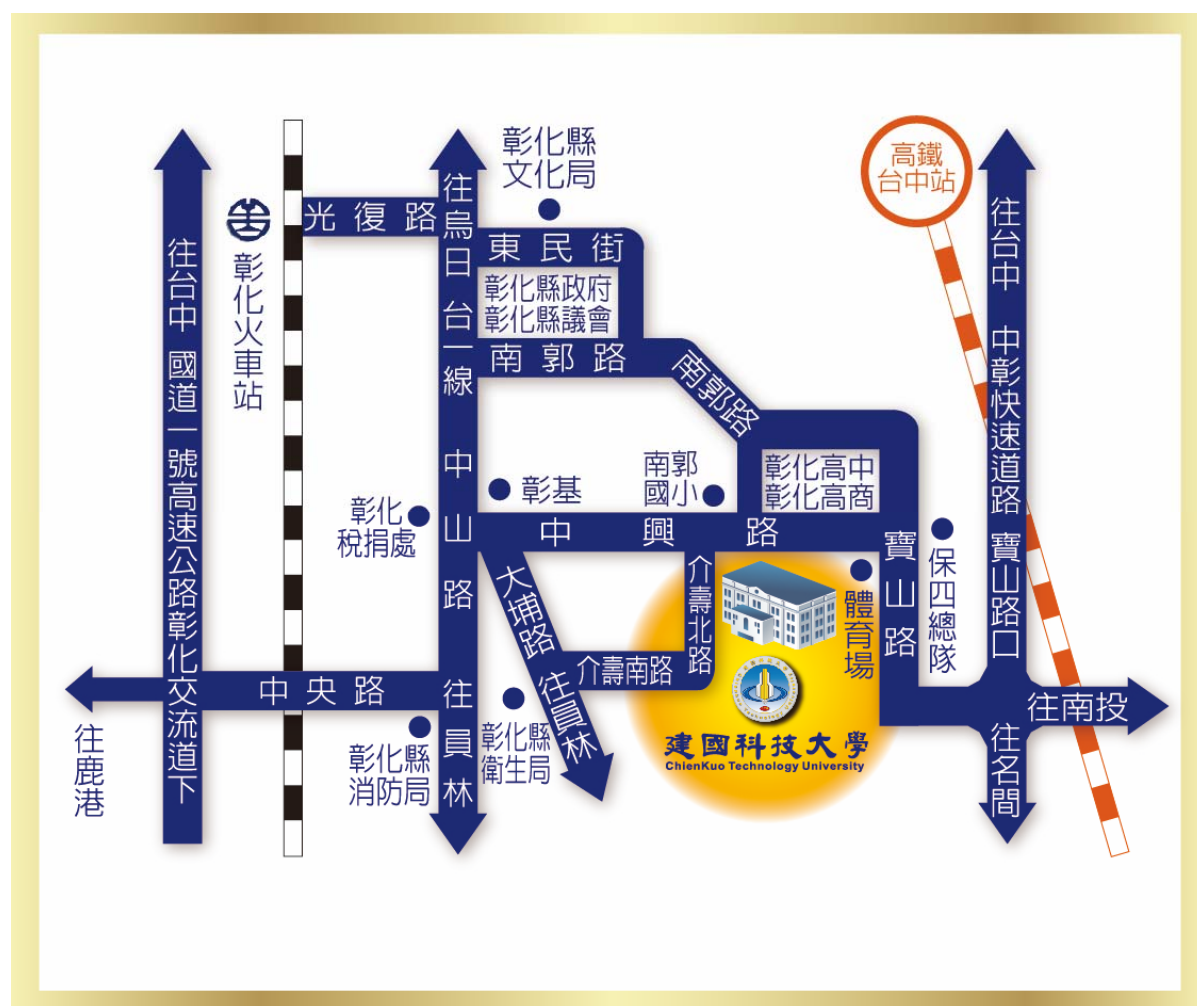 彰化縣
文化局
高鐵
台中站
往台中 國道一號高速公路彰化交流道下
彰化火車站
光復路
往烏日 台一線 中山路 往員林
東民街
彰化縣政府
彰化縣議會
南郭路
南郭路
往台中 中彰快速道路 寶山路口
彰化
稅捐處
彰基
南郭
國小
彰化高中
彰化高商
中興路
大埔路 往員林
介壽北路
介壽南路
體育場
寶山路
保四總隊
中央路
往鹿港
彰化縣
消防局
彰化縣
衛生局
建國科技大學
ChienKuo Technology University
往南投
往名間